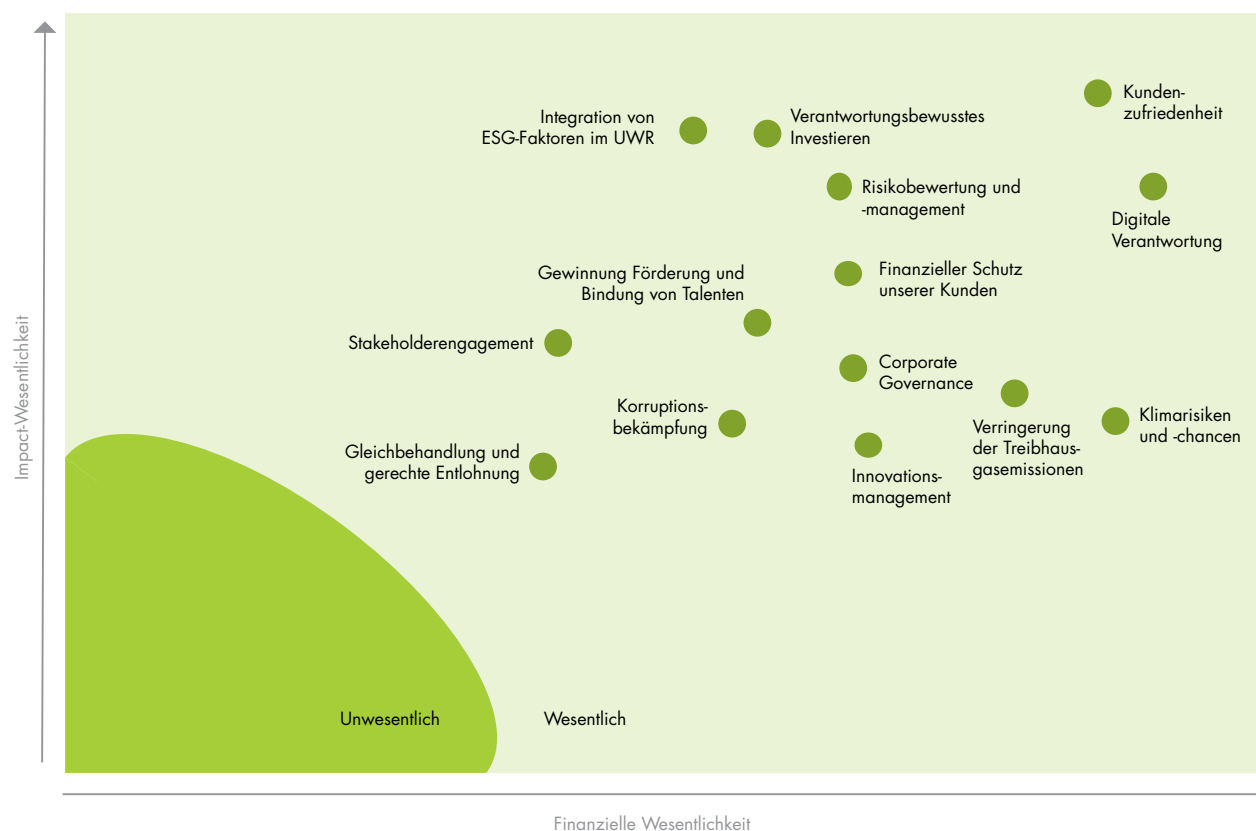 Impact-Wesentlichkeit
Kunden-
zufriedenheit
Integration von
ESG-Faktoren im UWR
Verantwortungsbewusstes
Investieren
Risikobewertung und
-management
Digitale
Verantwortung
Gewinnung Förderung und
Bindung von Talenten
Finanzieller Schutz
unserer Kunden
Stakeholderengagement
Corporate
Governance
Korruptions-
bekämpfung
Verringerung
der Treibhaus-
gasemissionen
Klimarisiken
und -chancen
Gleichbehandlung und
gerechte Entlohnung
Innovations-
management
Unwesentlich
Wesentlich
Finanzielle Wesentlichkeit